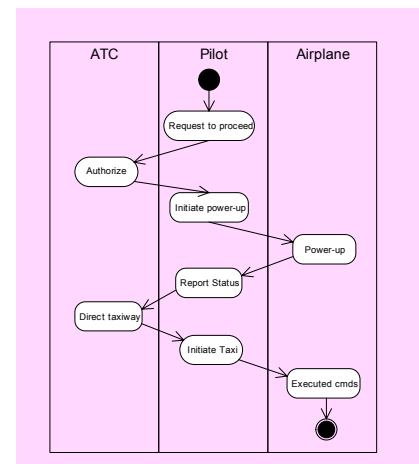 ATC Pilot Airplane
Request to proceed
Authorize
Initiate power-up
Power-up
Report Status
Direct taxiway
Initiate Taxi
Executed cmds